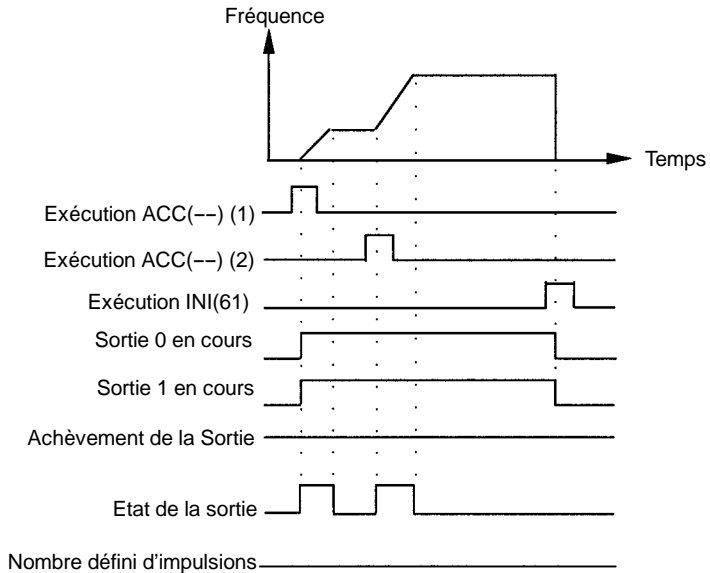 Fréquence
Temps
Exécution ACC(––) (1)
Exécution ACC(––) (2)
Exécution INI(61)
Sortie 0 en cours
Sortie 1 en cours
Achèvement de la Sortie
Etat de la sortie
Nombre défini d'impulsions